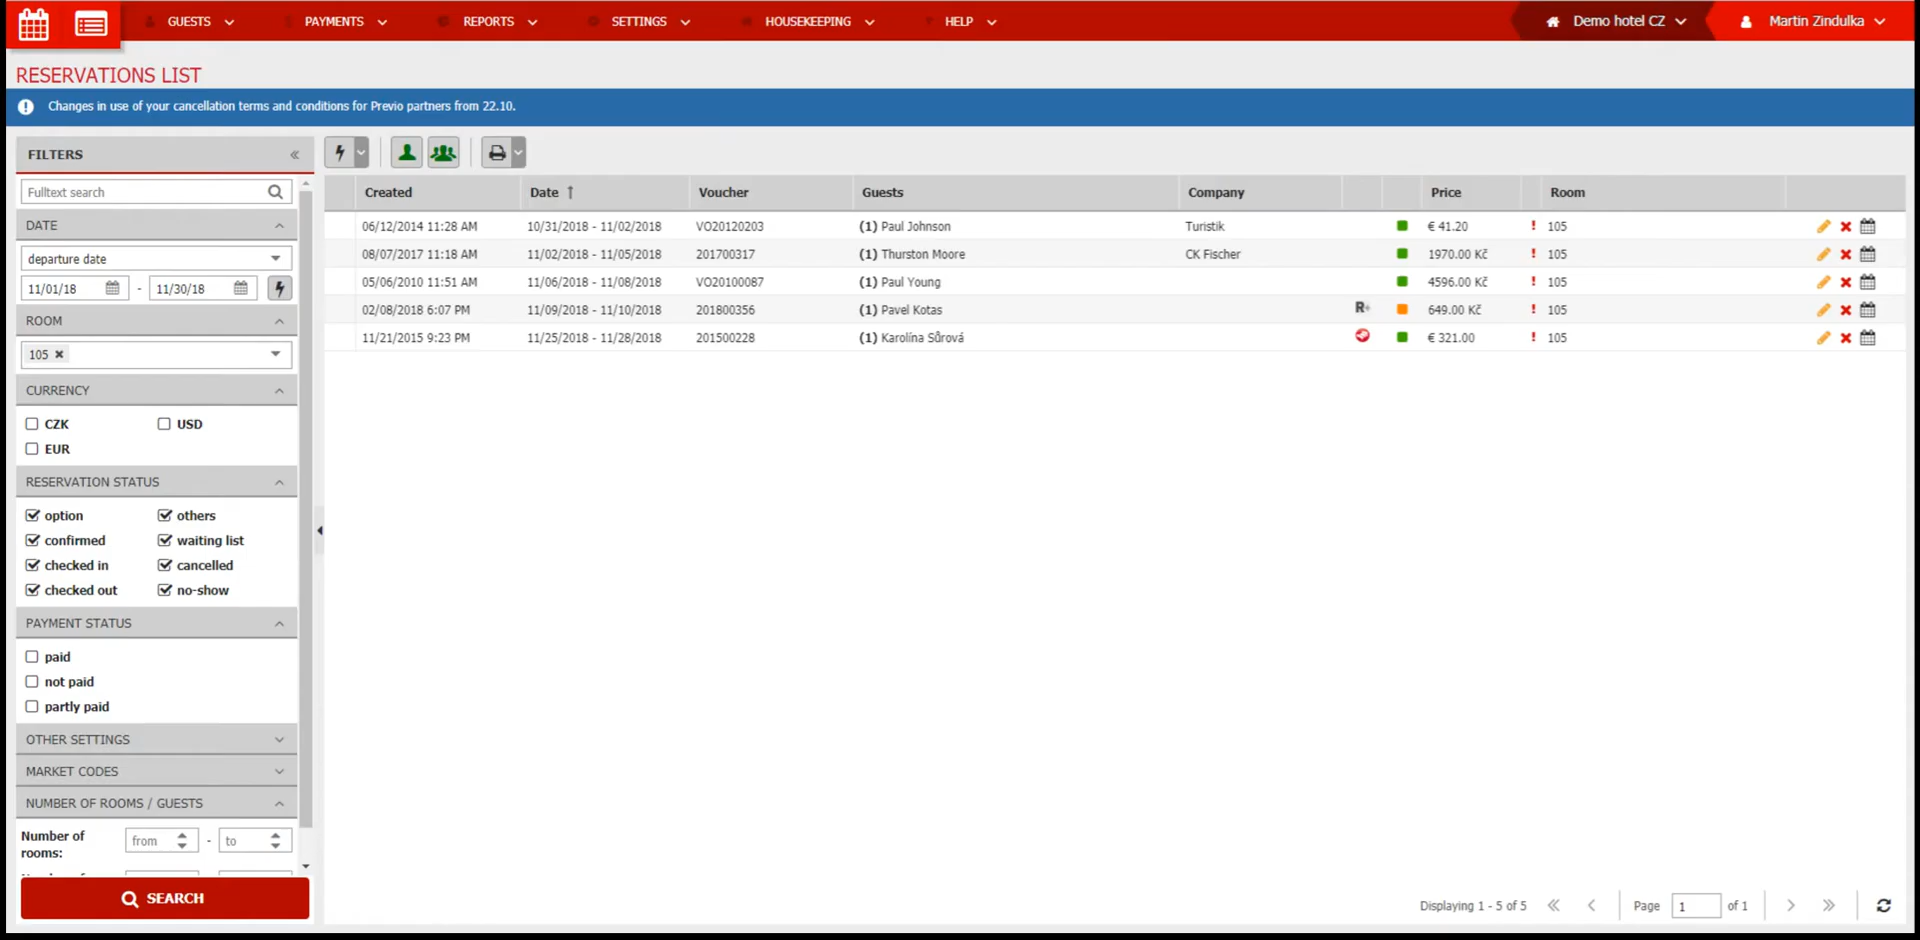 GUESTS PAYMENTS REPORTS SETTINGS HOUSEKEEPING HELP Demo hotel CZ Martin Zindulka
RESERVATIONS LIST
Changes in use of your cancellation terms and conditions for Previo partners from 22.10.
FILTERS
Fulltext search
DATE
departure date
11/01/18 - 11/30/18
ROOM
105
CURRENCY
CZK USD
EUR
RESERVATION STATUS
option others
confirmed waiting list
checked in cancelled
checked out no-show
PAYMENT STATUS
paid
not paid
partly paid
OTHER SETTINGS
MARKET CODES
NUMBER OF ROOMS / GUESTS
Number of rooms: from - to
SEARCH
Created Date Voucher Guests Company Price Room
06/12/2014 11:28 AM 10/31/2018 - 11/02/2018 VO20120203 (1) Paul Johnson Turistik € 41.20 ! 105
08/07/2017 11:18 AM 11/02/2018 - 11/05/2018 201700317 (1) Thurston Moore CK Fischer 1970.00 Kč ! 105
05/06/2010 11:51 AM 11/06/2018 - 11/08/2018 VO20100087 (1) Paul Young 4596.00 Kč ! 105
02/08/2018 6:07 PM 11/09/2018 - 11/10/2018 201800356 (1) Pavel Kotas R+ 649.00 Kč ! 105
11/21/2015 9:23 PM 11/25/2018 - 11/28/2018 201500228 (1) Karolína Sůrová € 321.00 ! 105
Displaying 1 - 5 of 5 Page 1 of 1